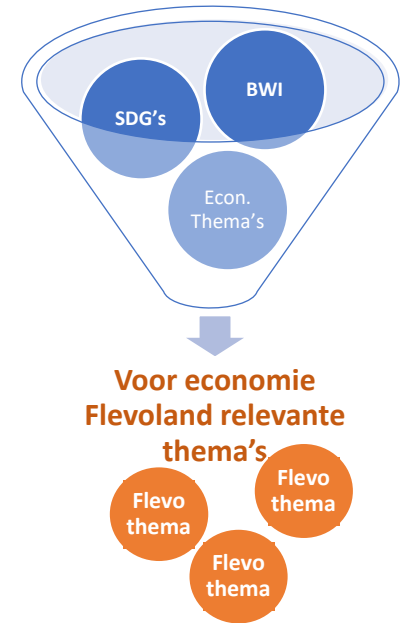 BWI
SDG's
Econ.
Thema's
Voor economie
Flevoland relevante
thema's
Flevo
thema
Flevo
thema
Flevo
thema